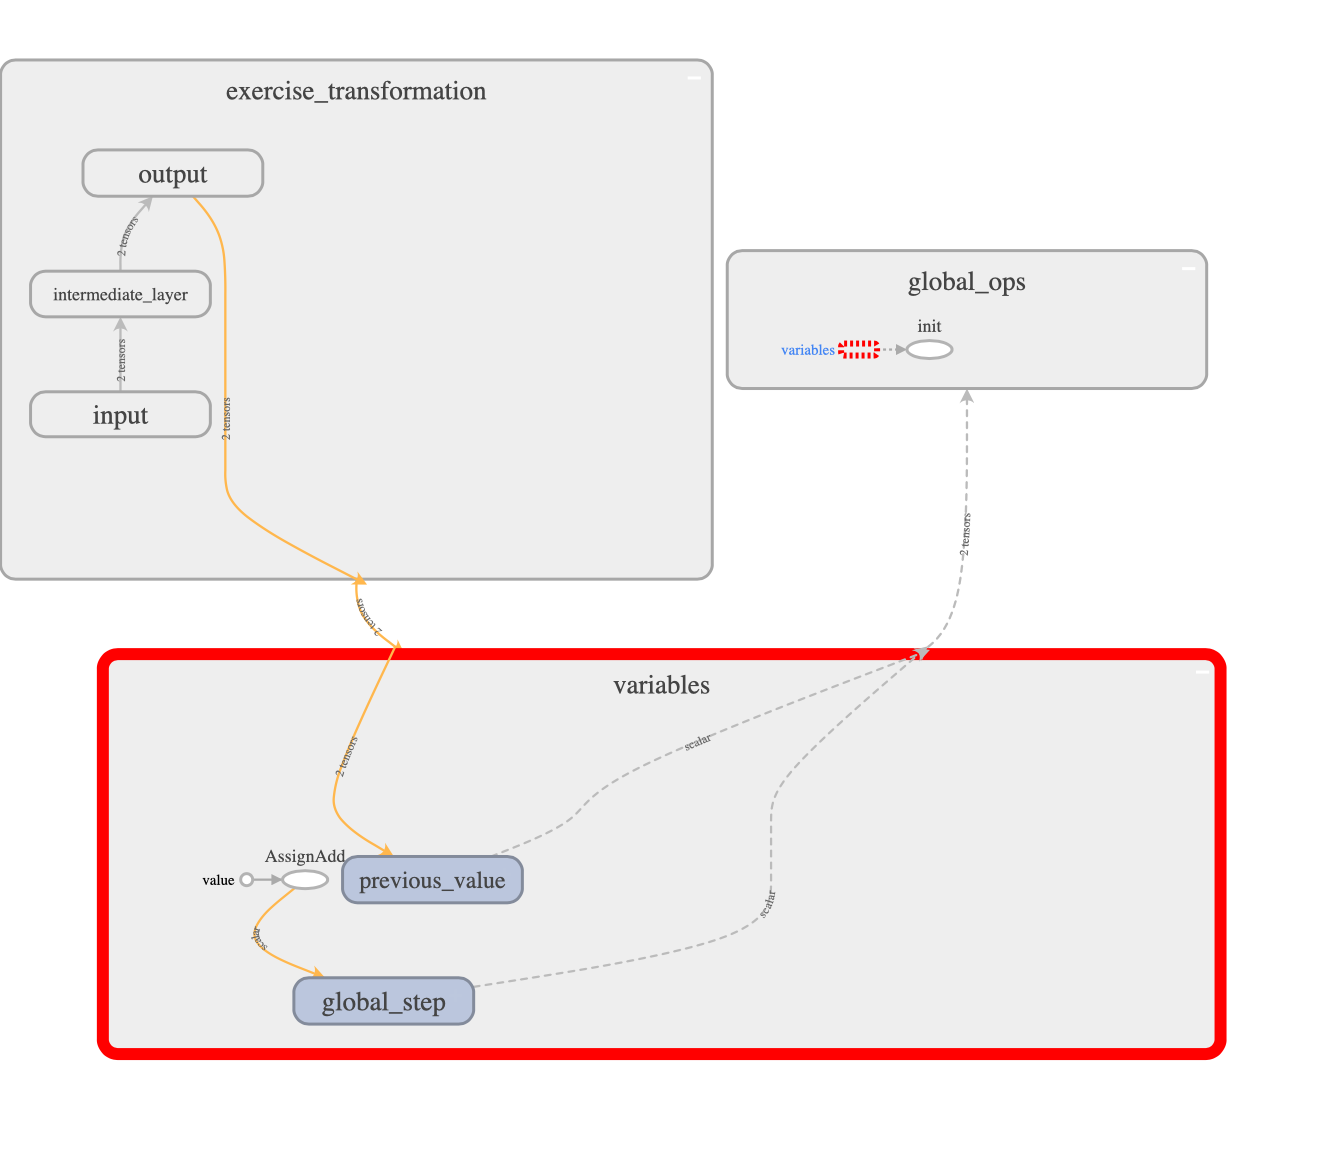 exercise_transformation
output
2 tensors
intermediate_layer
2 tensors
input
2 tensors
2 tensors
global_ops
init
variables
2 tensors
variables
scalar
2 tensors
AssignAdd
value
previous_value
scalar
scalar
global_step